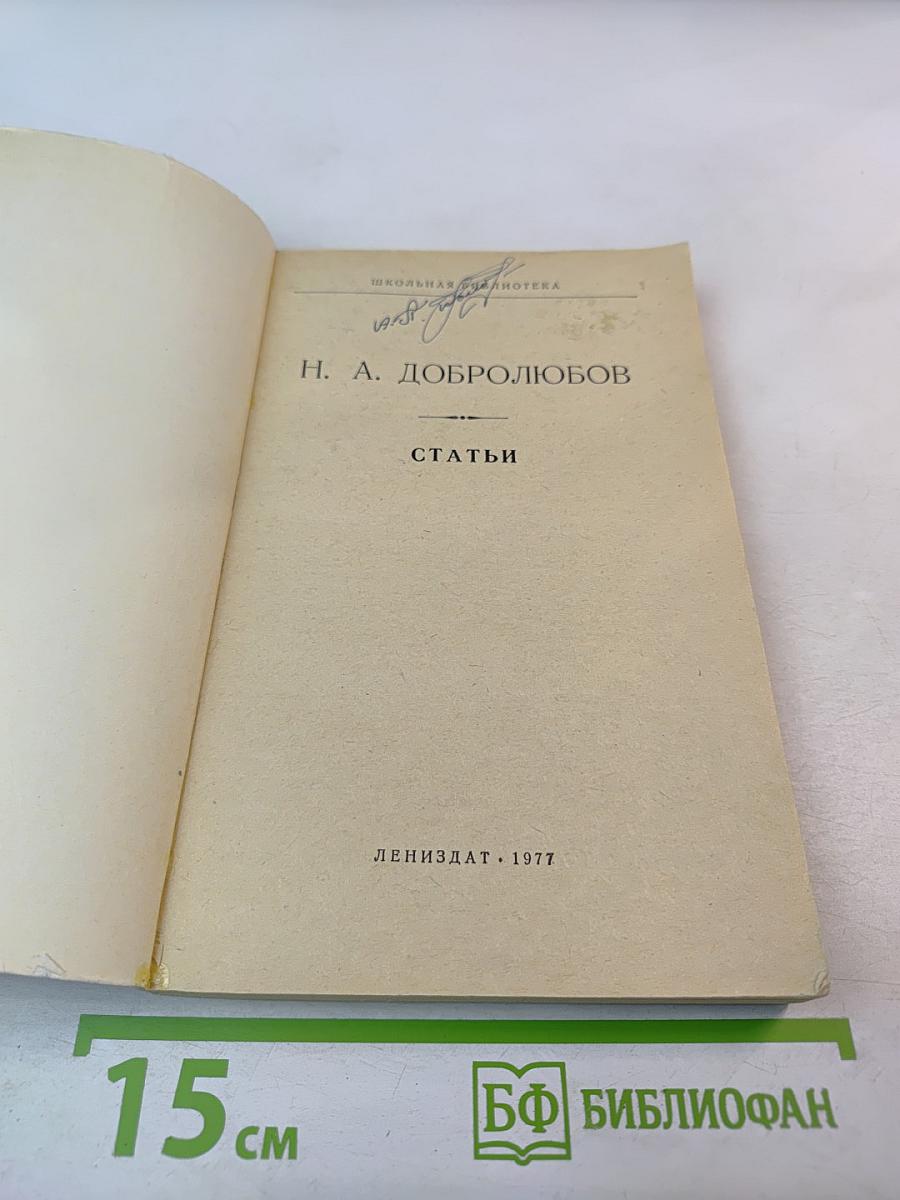 ШКОЛЬНАЯ БИБЛИОТЕКА
Н. А. ДОБРОЛЮБОВ
СТАТЬИ
ЛЕНИЗДАТ • 1977
15 см
БФ БИБЛИОФАН